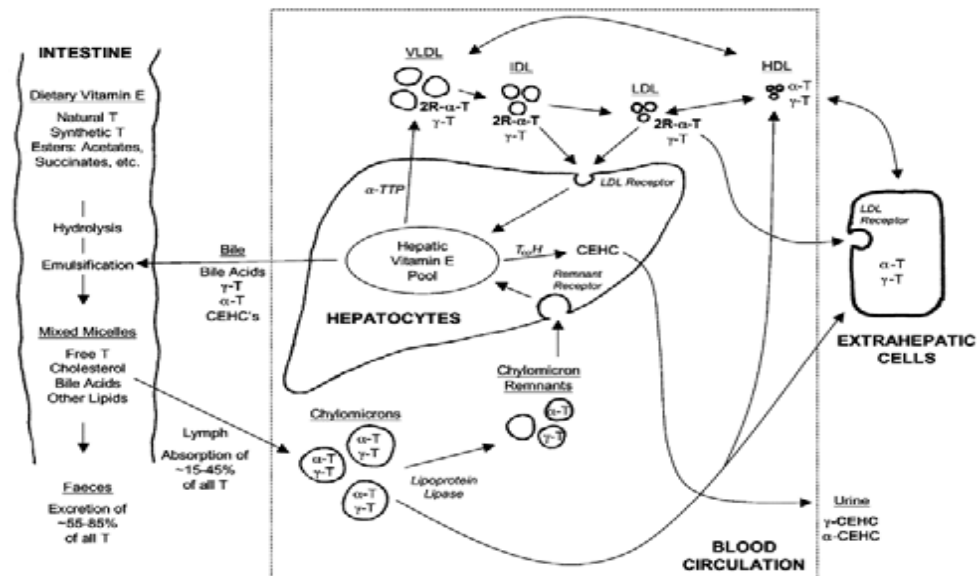 INTESTINE
Dietary Vitamin E
Natural T
Synthetic T
Esters: Acetates,
Succinates, etc.
Hydrolysis
Emulsification
Mixed Micelles
Free T
Cholesterol
Bile Acids
Other Lipids
Faeces
Excretion of
~55-85%
of all T
Bile
Bile Acids
γ-T
α-T
CEHC's
Lymph
Absorption of
~15-45%
of all T
VLDL
2R-α-T
γ-T
IDL
2R-α-T
γ-T
LDL
2R-α-T
γ-T
HDL
α-T
γ-T
α-TTP
LDL Receptor
Hepatic
Vitamin E
Pool
CEHC
Remnant
Receptor
HEPATOCYTES
Chylomicron
Remnants
α-T
γ-T
Chylomicrons
α-T
γ-T
α-T
γ-T
α-T
γ-T
Lipoprotein
Lipase
LDL
Receptor
α-T
γ-T
EXTRAHEPATIC
CELLS
Urine
γ-CEHC
α-CEHC
BLOOD
CIRCULATION